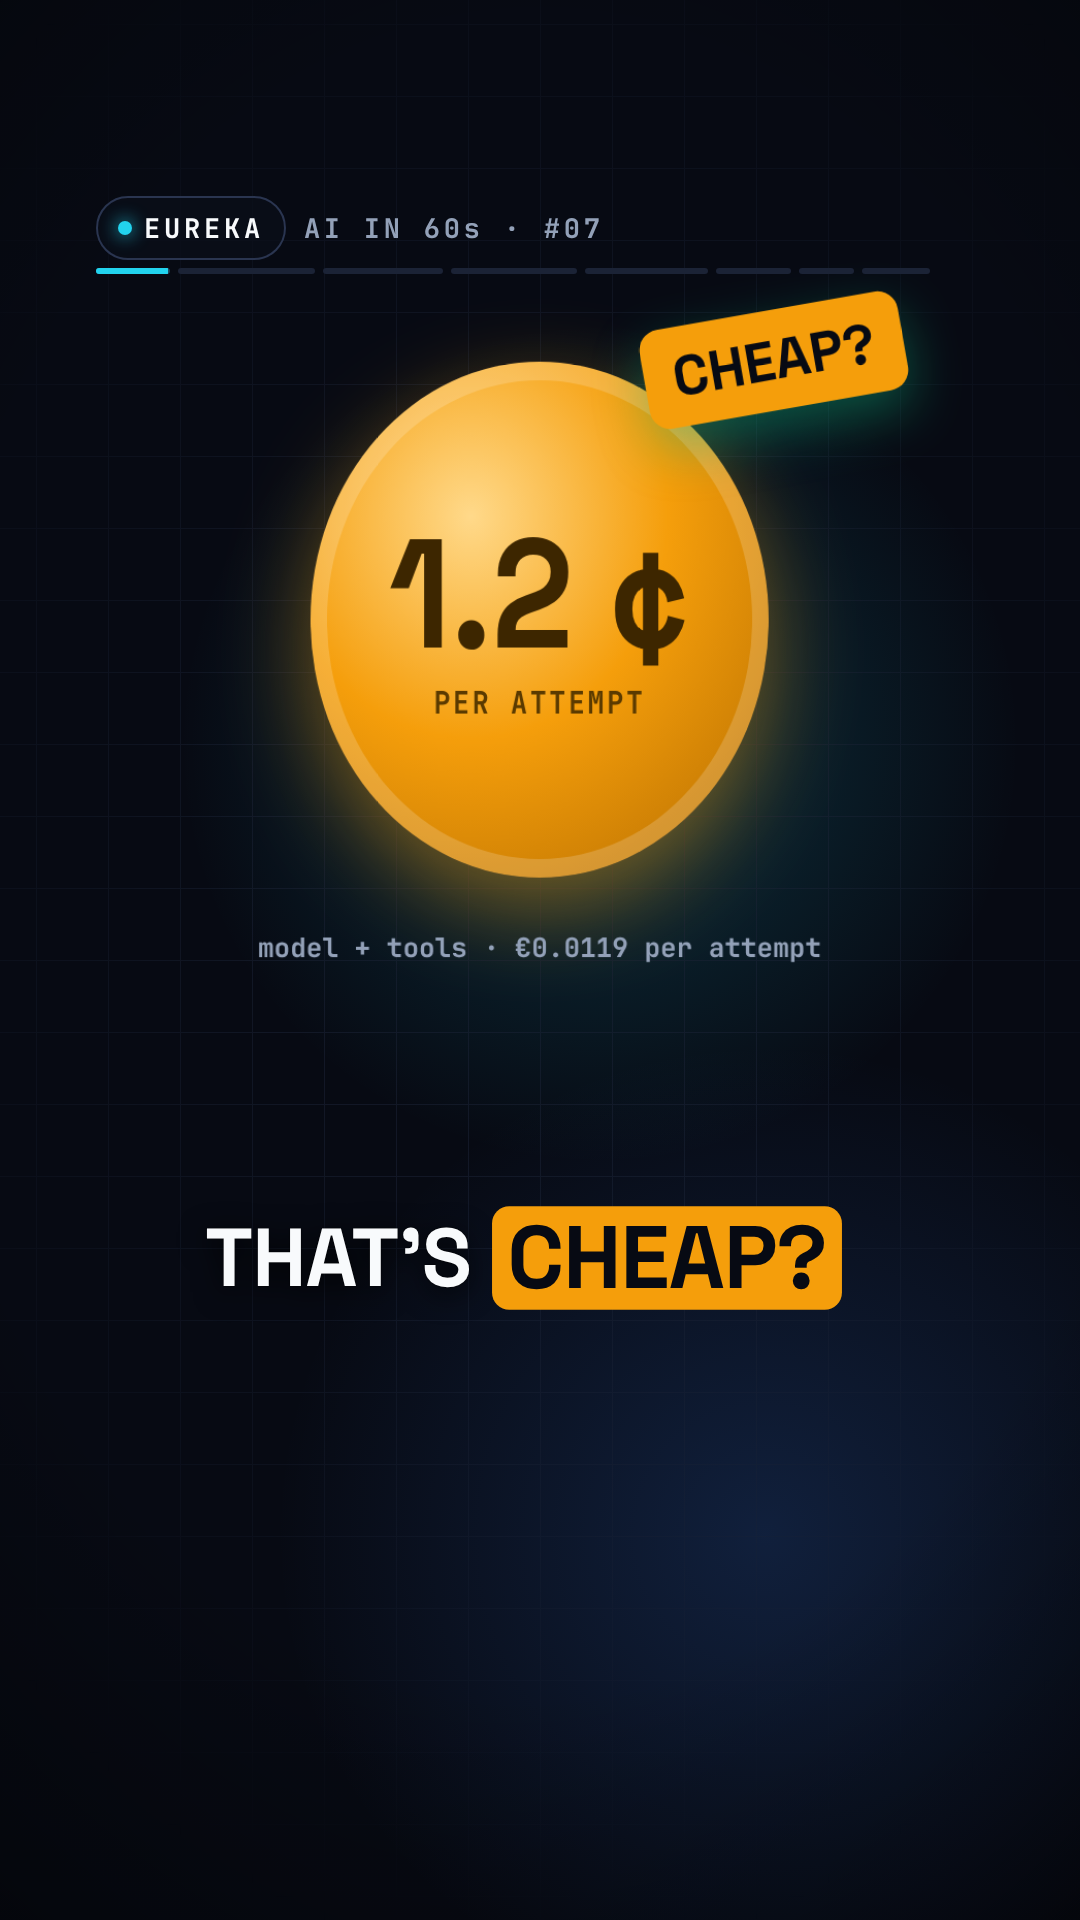 EUREKA AI IN 60s · #07
CHEAP?
1.2 ¢
PER ATTEMPT
model + tools · €0.0119 per attempt
THAT’S CHEAP?